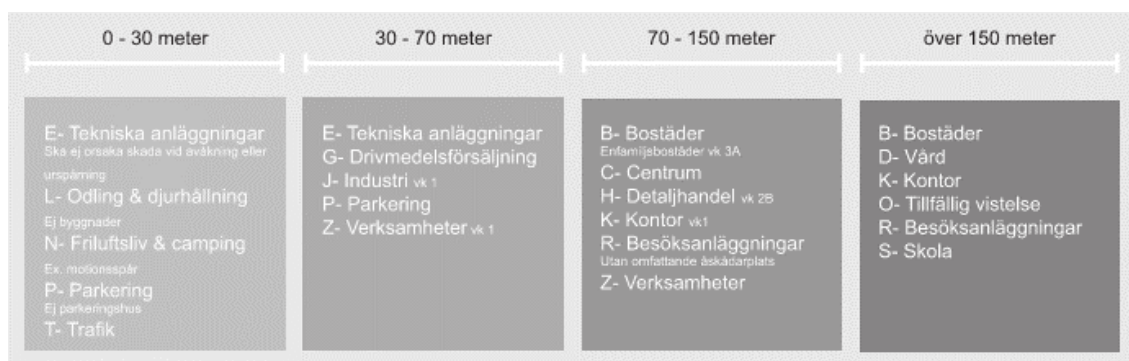 0 - 30 meter
E- Tekniska anläggningar
Ska ej orsaka skada vid avåkning eller
urspårning
L- Odling & djurhållning
Ej byggnader
N- Friluftsliv & camping
Ex. motionsspår
P- Parkering
Ej parkeringshus
T- Trafik
30 - 70 meter
E- Tekniska anläggningar
G- Drivmedelsförsäljning
J- Industri vk 1
P- Parkering
Z- Verksamheter vk 1
70 - 150 meter
B- Bostäder
Enfamiljsbostäder vk 3A
C- Centrum
H- Detaljhandel vk 2B
K- Kontor vk1
R- Besöksanläggningar
Utan omfattande åskådarplats
Z- Verksamheter
över 150 meter
B- Bostäder
D- Vård
K- Kontor
O- Tillfällig vistelse
R- Besöksanläggningar
S- Skola